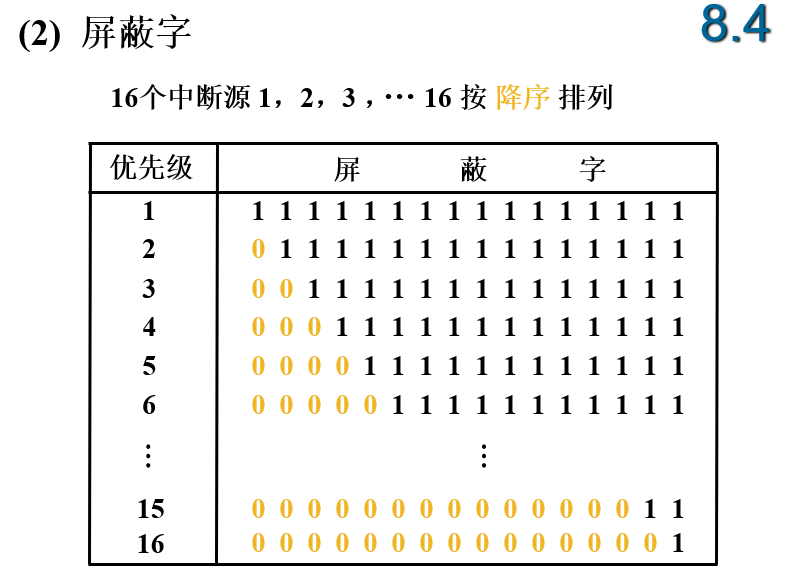 (2) 屏蔽字
8.4
16个中断源 1，2，3，… 16 按 降序 排列
优先级 屏 蔽 字
1 1 1 1 1 1 1 1 1 1 1 1 1 1 1 1 1
2 0 1 1 1 1 1 1 1 1 1 1 1 1 1 1 1
3 0 0 1 1 1 1 1 1 1 1 1 1 1 1 1 1
4 0 0 0 1 1 1 1 1 1 1 1 1 1 1 1 1
5 0 0 0 0 1 1 1 1 1 1 1 1 1 1 1 1
6 0 0 0 0 0 1 1 1 1 1 1 1 1 1 1 1
⋮ ⋮
15 0 0 0 0 0 0 0 0 0 0 0 0 0 0 1 1
16 0 0 0 0 0 0 0 0 0 0 0 0 0 0 0 1